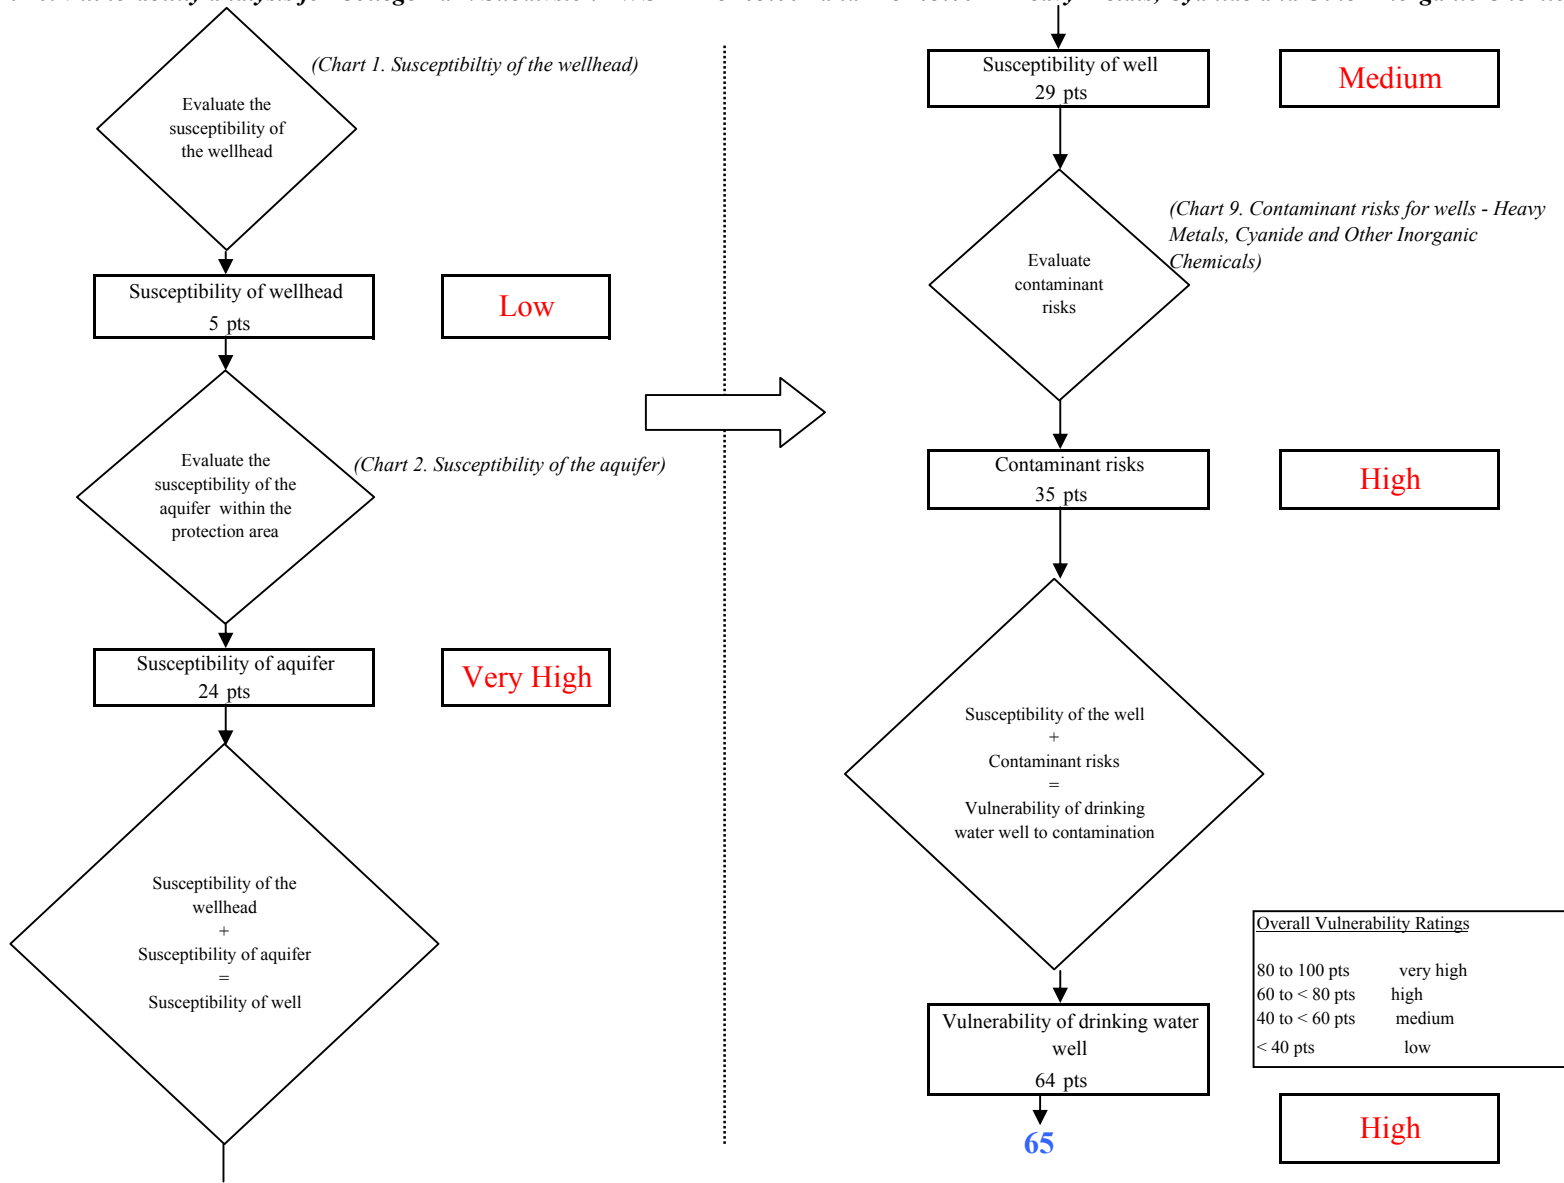 (Chart 1. Susceptibiltiy of the wellhead)
Evaluate the
susceptibility of
the wellhead
Susceptibility of wellhead
5 pts
Low
Evaluate the
susceptibility of the
aquifer within the
protection area
(Chart 2. Susceptibility of the aquifer)
Susceptibility of aquifer
24 pts
Very High
Susceptibility of the
wellhead
+
Susceptibility of aquifer
=
Susceptibility of well
Susceptibility of well
29 pts
Medium
(Chart 9. Contaminant risks for wells - Heavy
Metals, Cyanide and Other Inorganic
Chemicals)
Evaluate
contaminant
risks
Contaminant risks
35 pts
High
Susceptibility of the well
+
Contaminant risks
=
Vulnerability of drinking
water well to contamination
Overall Vulnerability Ratings
80 to 100 pts very high
60 to < 80 pts high
40 to < 60 pts medium
< 40 pts low
Vulnerability of drinking water
well
64 pts
65
High